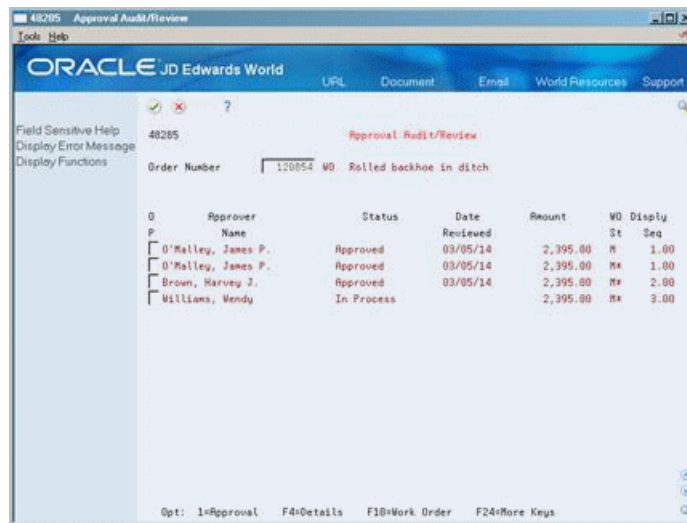 48285 Approval Audit/Review
Tools Help
ORACLE JD Edwards World
URL Document Email World Resources Support
?
Field Sensitive Help
Display Error Message
Display Functions
48285 Approval Audit/Review
Order Number 120854 WO Rolled backhoe in ditch
O Approver Status Date Amount WO Disply
P Name Reviewed St Seq
O'Malley, James P. Approved 03/05/14 2,395.00 M 1.00
O'Malley, James P. Approved 03/05/14 2,395.00 M* 1.00
Brown, Harvey J. Approved 03/05/14 2,395.00 M* 2.00
Williams, Wendy In Process 2,395.00 M* 3.00
Opt: 1=Approval F4=Details F18=Work Order F24=More Keys